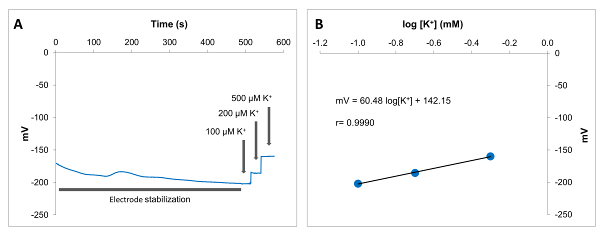 A
Time (s)
0 100 200 300 400 500 600
0
-50
-100
-150
-200
-250
mV
500 µM K⁺
200 µM K⁺
100 µM K⁺
Electrode stabilization
B
log [K⁺] (mM)
-1.2 -1.0 -0.8 -0.6 -0.4 -0.2 0.0
0
-50
-100
-150
-200
-250
mV
mV = 60.48 log[K⁺] + 142.15
r= 0.9990